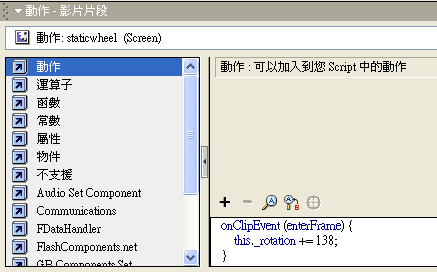 動作 - 影片片段
動作: staticwheel (Screen)
動作
運算子
函數
常數
屬性
物件
不支援
Audio Set Component
Communications
FDataHandler
FlashComponents.net
GB Components Set
動作 : 可以加入到您 Script 中的動作
onClipEvent (enterFrame) {
this._rotation += 138;
}